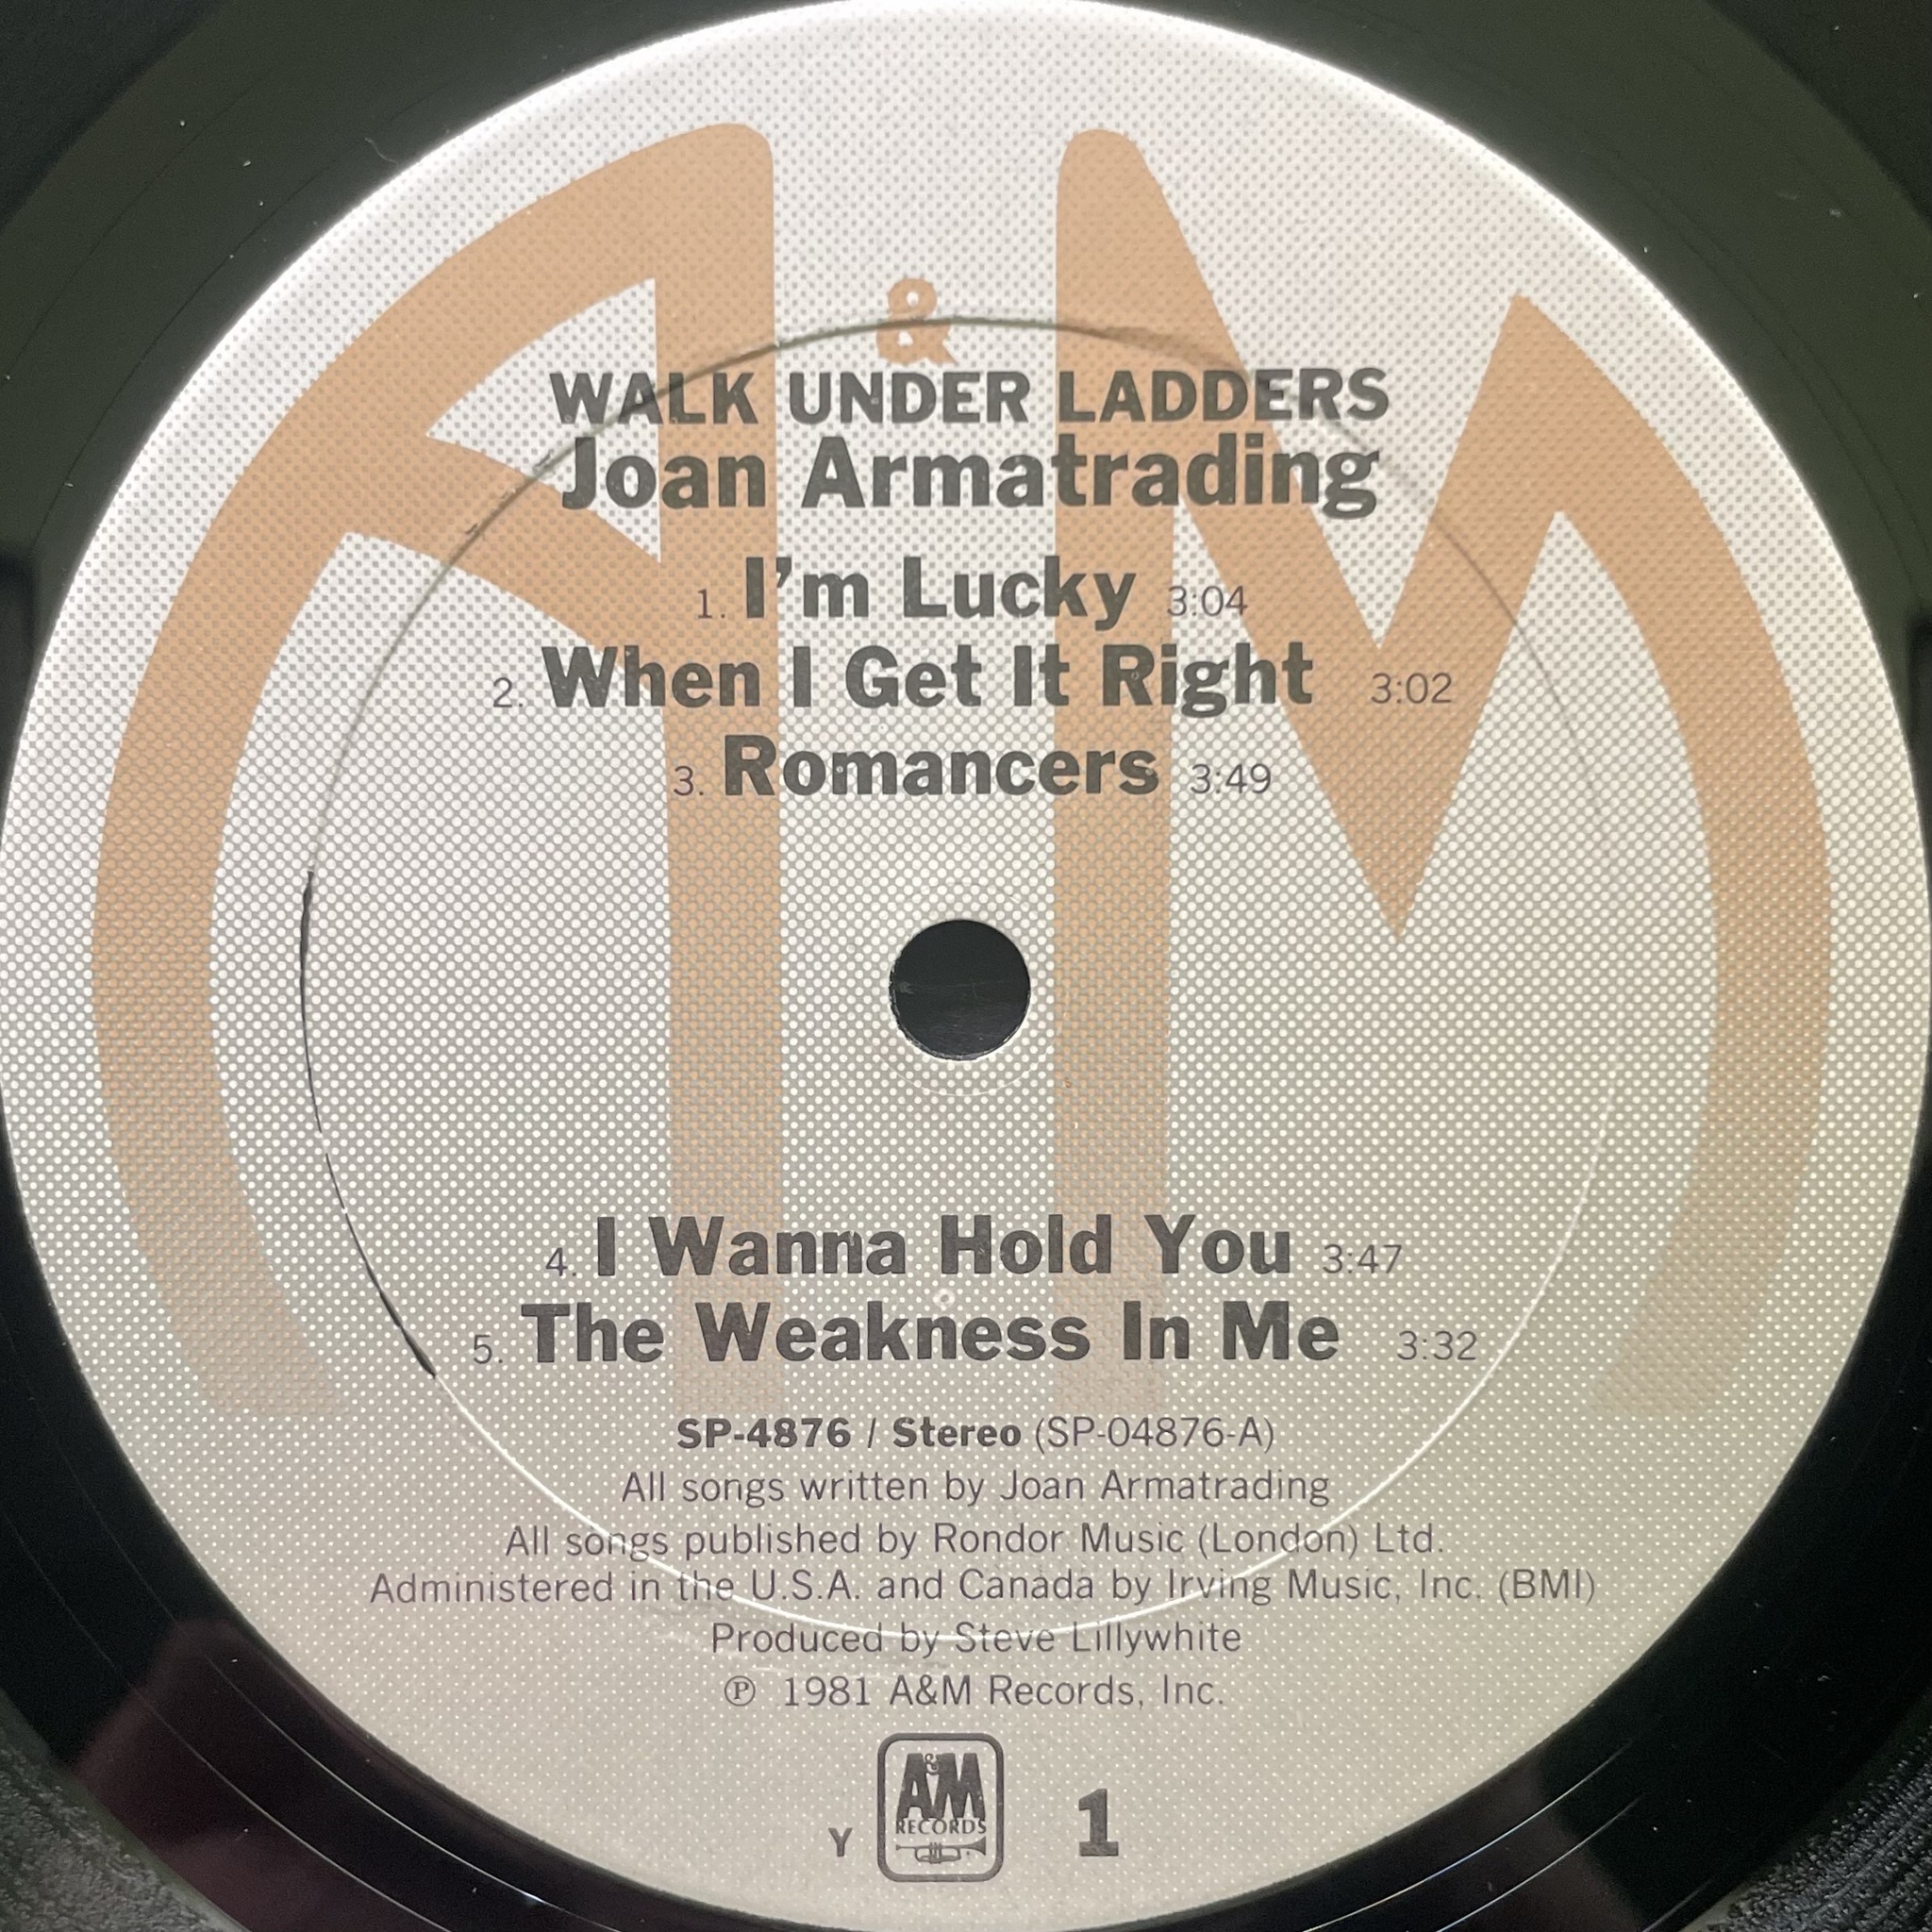 A & M
WALK UNDER LADDERS
Joan Armatrading
1. I'm Lucky 3:04
2. When I Get It Right 3:02
3. Romancers 3:49
4. I Wanna Hold You 3:47
5. The Weakness In Me 3:32
SP-4876 / Stereo (SP-04876-A)
All songs written by Joan Armatrading
All songs published by Rondor Music (London) Ltd.
Administered in the U.S.A. and Canada by Irving Music, Inc. (BMI)
Produced by Steve Lillywhite
℗ 1981 A&M Records, Inc.
Y A&M RECORDS 1